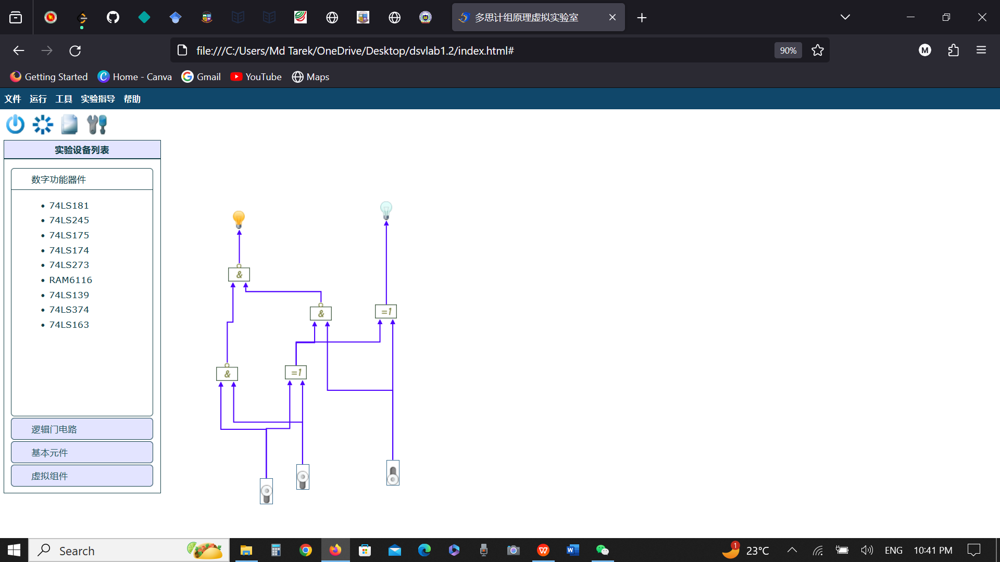 多思计组原理虚拟实验室
file:///C:/Users/Md Tarek/OneDrive/Desktop/dsvlab1.2/index.html#
90%
M
Getting Started
Home - Canva
Gmail
YouTube
Maps
文件 运行 工具 实验指导 帮助
实验设备列表
数字功能器件
74LS181
74LS245
74LS175
74LS174
74LS273
RAM6116
74LS139
74LS374
74LS163
逻辑门电路
基本元件
虚拟组件
&
&
=1
&
=1
Search
1
23°C
ENG
10:41 PM